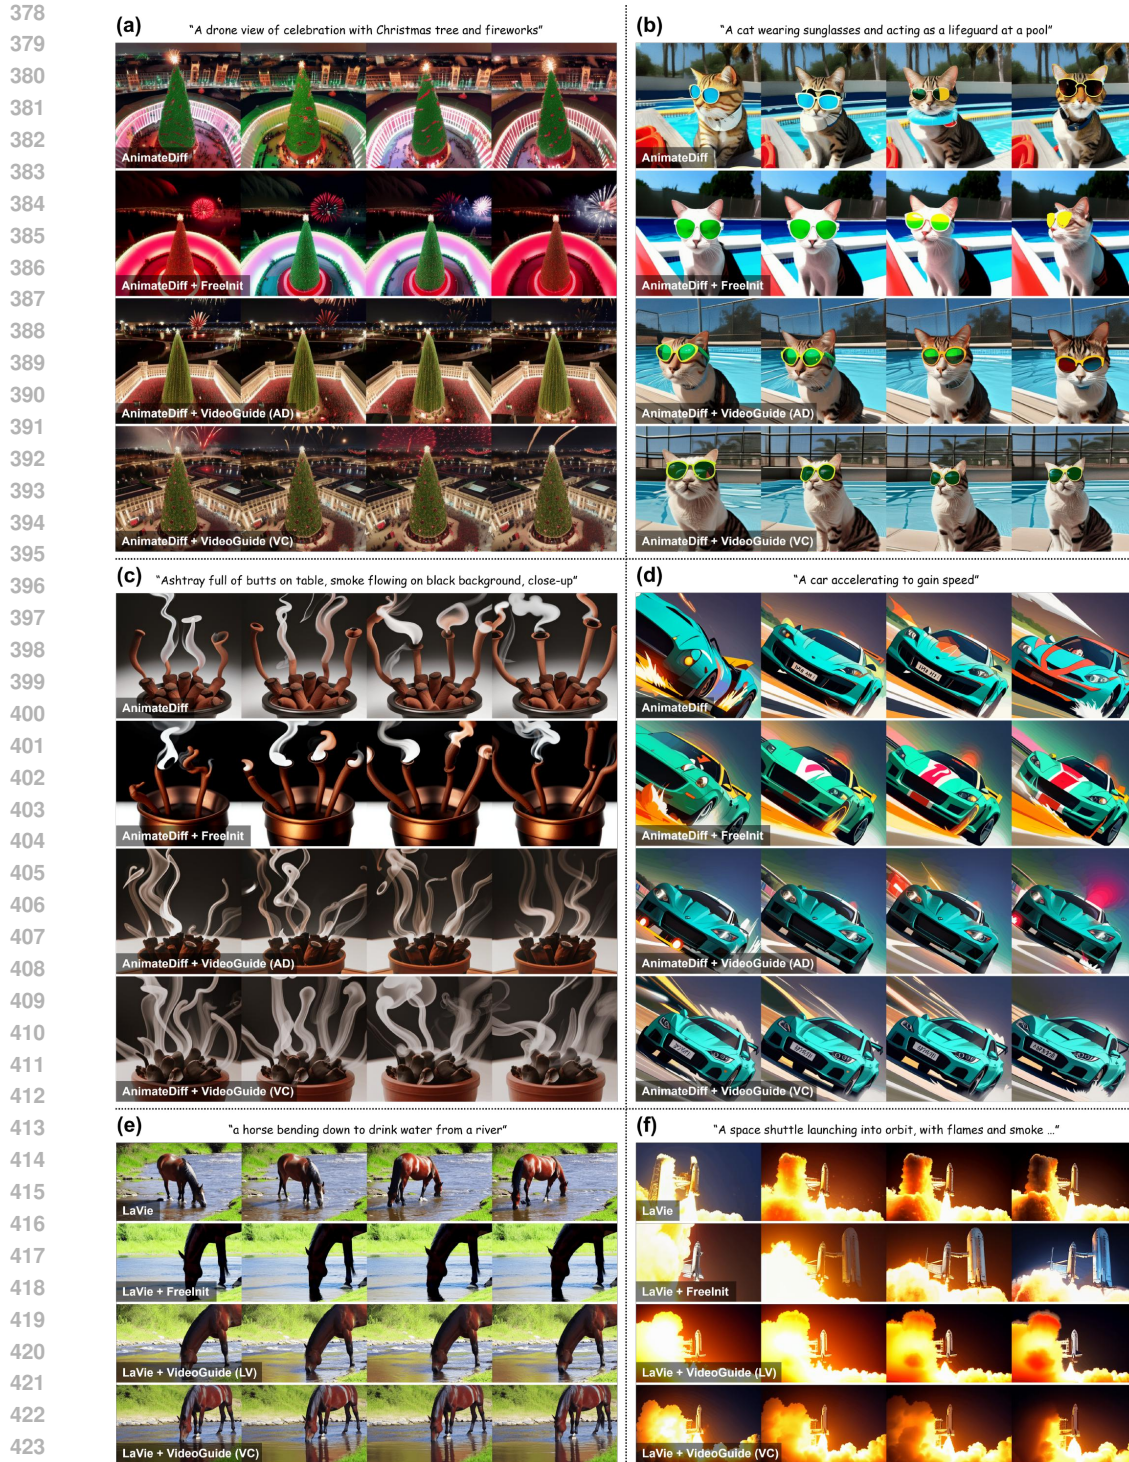 378
379
380
381
382
383
384
385
386
387
388
389
390
391
392
393
394
395
396
397
398
399
400
401
402
403
404
405
406
407
408
409
410
411
412
413
414
415
416
417
418
419
420
421
422
423
(a)
"A drone view of celebration with Christmas tree and fireworks"
AnimateDiff
AnimateDiff + FreeInit
AnimateDiff + VideoGuide (AD)
AnimateDiff + VideoGuide (VC)
(b)
"A cat wearing sunglasses and acting as a lifeguard at a pool"
AnimateDiff
AnimateDiff + FreeInit
AnimateDiff + VideoGuide (AD)
AnimateDiff + VideoGuide (VC)
(c)
"Ashtray full of butts on table, smoke flowing on black background, close-up"
AnimateDiff
AnimateDiff + FreeInit
AnimateDiff + VideoGuide (AD)
AnimateDiff + VideoGuide (VC)
(d)
"A car accelerating to gain speed"
AnimateDiff
AnimateDiff + FreeInit
AnimateDiff + VideoGuide (AD)
AnimateDiff + VideoGuide (VC)
(e)
"a horse bending down to drink water from a river"
LaVie
LaVie + FreeInit
LaVie + VideoGuide (LV)
LaVie + VideoGuide (VC)
(f)
"A space shuttle launching into orbit, with flames and smoke ..."
LaVie
LaVie + FreeInit
LaVie + VideoGuide (LV)
LaVie + VideoGuide (VC)